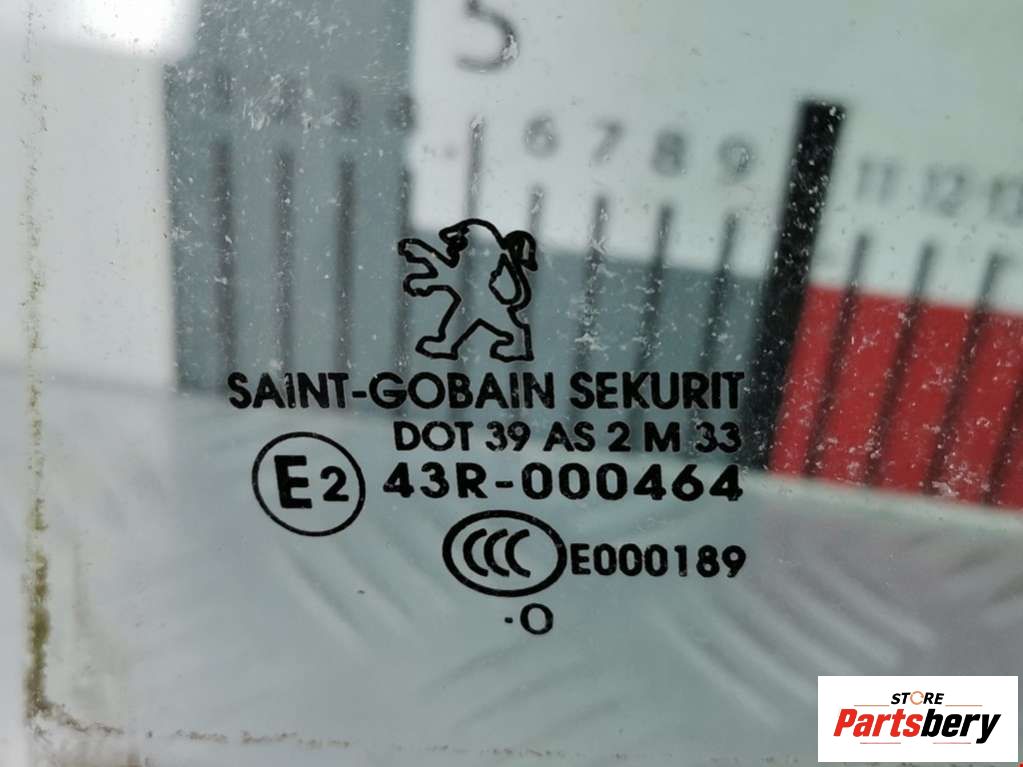 5
6 7 8 9 11 12 13
SAINT-GOBAIN SEKURIT
DOT 39 AS 2 M 33
E2 43R-000464
CCC E000189
·O
STORE
Partsbery